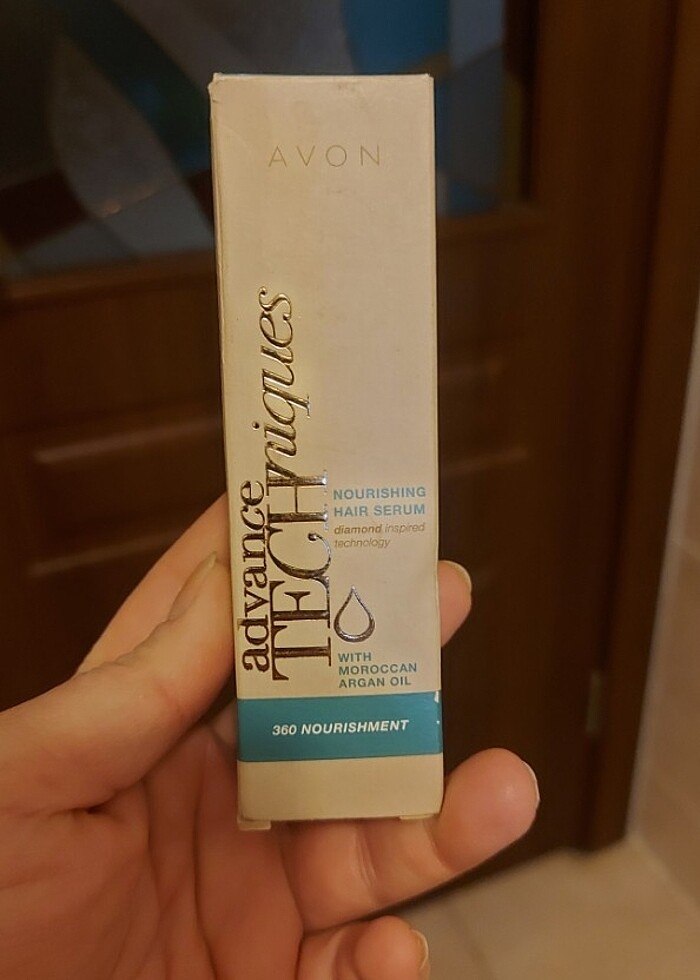 AVON
advance
TECHniques
NOURISHING
HAIR SERUM
diamond inspired
technology
WITH
MOROCCAN
ARGAN OIL
360 NOURISHMENT